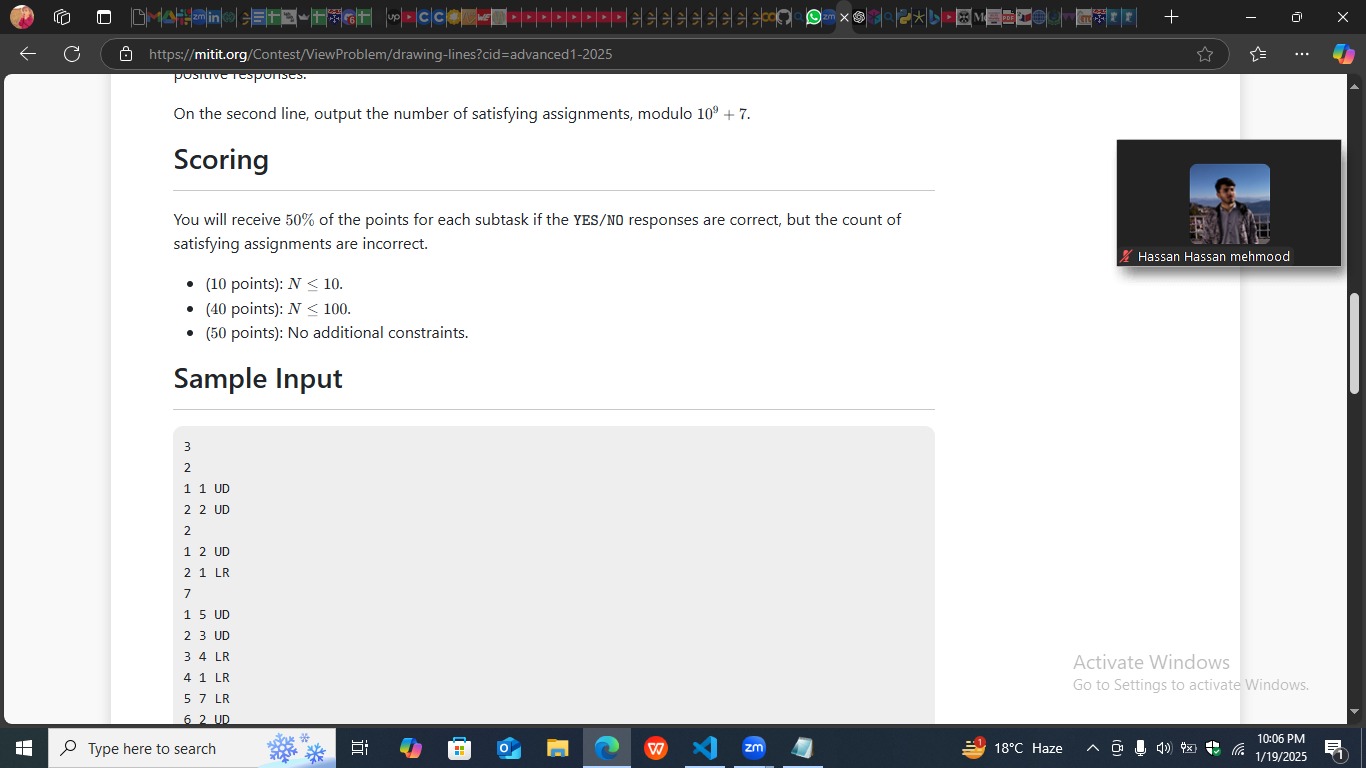 https://mitit.org/Contest/ViewProblem/drawing-lines?cid=advanced1-2025
positive responses.
On the second line, output the number of satisfying assignments, modulo 10⁹ + 7.
Scoring
You will receive 50% of the points for each subtask if the YES/NO responses are correct, but the count of
satisfying assignments are incorrect.
• (10 points): N ≤ 10.
• (40 points): N ≤ 100.
• (50 points): No additional constraints.
Sample Input
3
2
1 1 UD
2 2 UD
2
1 2 UD
2 1 LR
7
1 5 UD
2 3 UD
3 4 LR
4 1 LR
5 7 LR
6 2 UD
Hassan Hassan mehmood
Activate Windows
Go to Settings to activate Windows.
Type here to search
18°C Haze
10:06 PM
1/19/2025